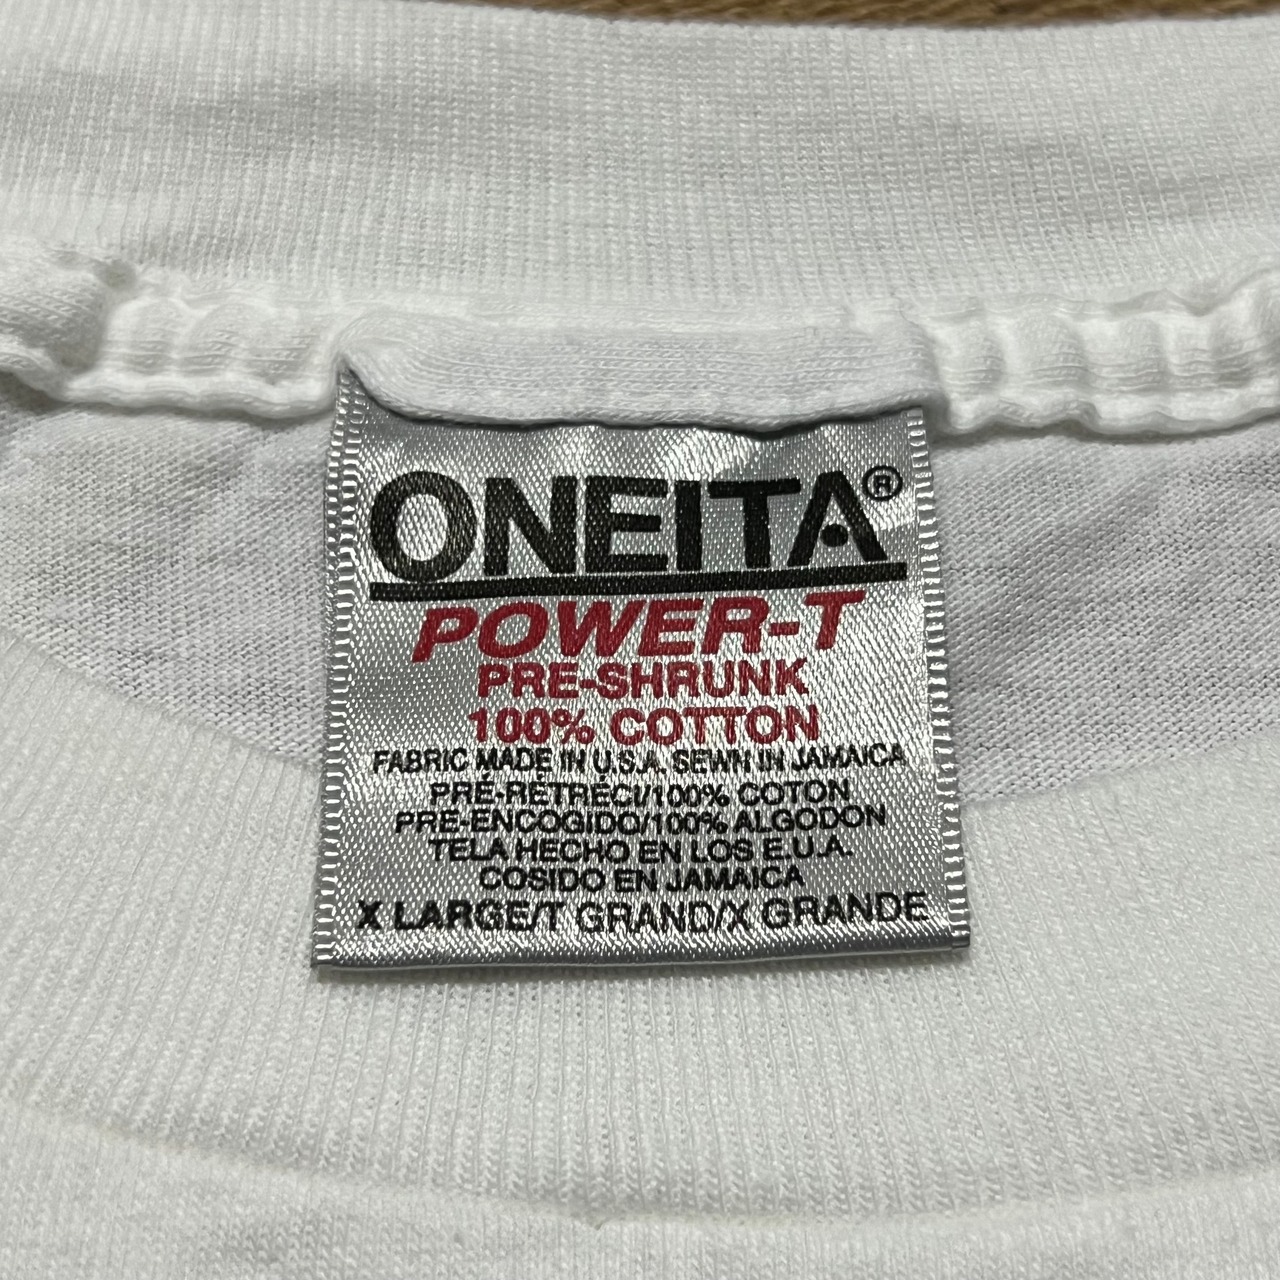 ONEITA®
POWER-T
PRE-SHRUNK
100% COTTON
FABRIC MADE IN U.S.A. SEWN IN JAMAICA
PRÉ-RÉTRÉCI/100% COTON
PRE-ENCOGIDO/100% ALGODON
TELA HECHO EN LOS E.U.A.
COSIDO EN JAMAICA
X LARGE/T GRAND/X GRANDE